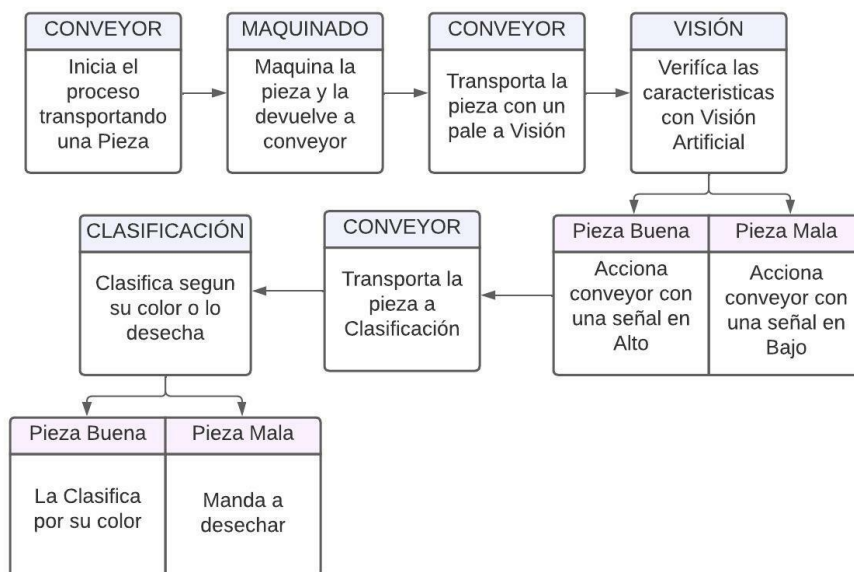 CONVEYOR
Inicia el
proceso
transportando
una Pieza
MAQUINADO
Maquina la
pieza y la
devuelve a
conveyor
CONVEYOR
Transporta la
pieza con un
pale a Visión
VISIÓN
Verifíca las
caracteristicas
con Visión
Artificial
Pieza Buena
Acciona
conveyor con
una señal en
Alto
Pieza Mala
Acciona
conveyor con
una señal en
Bajo
CONVEYOR
Transporta la
pieza a
Clasificación
CLASIFICACIÓN
Clasifica segun
su color o lo
desecha
Pieza Buena
La Clasifica
por su color
Pieza Mala
Manda a
desechar